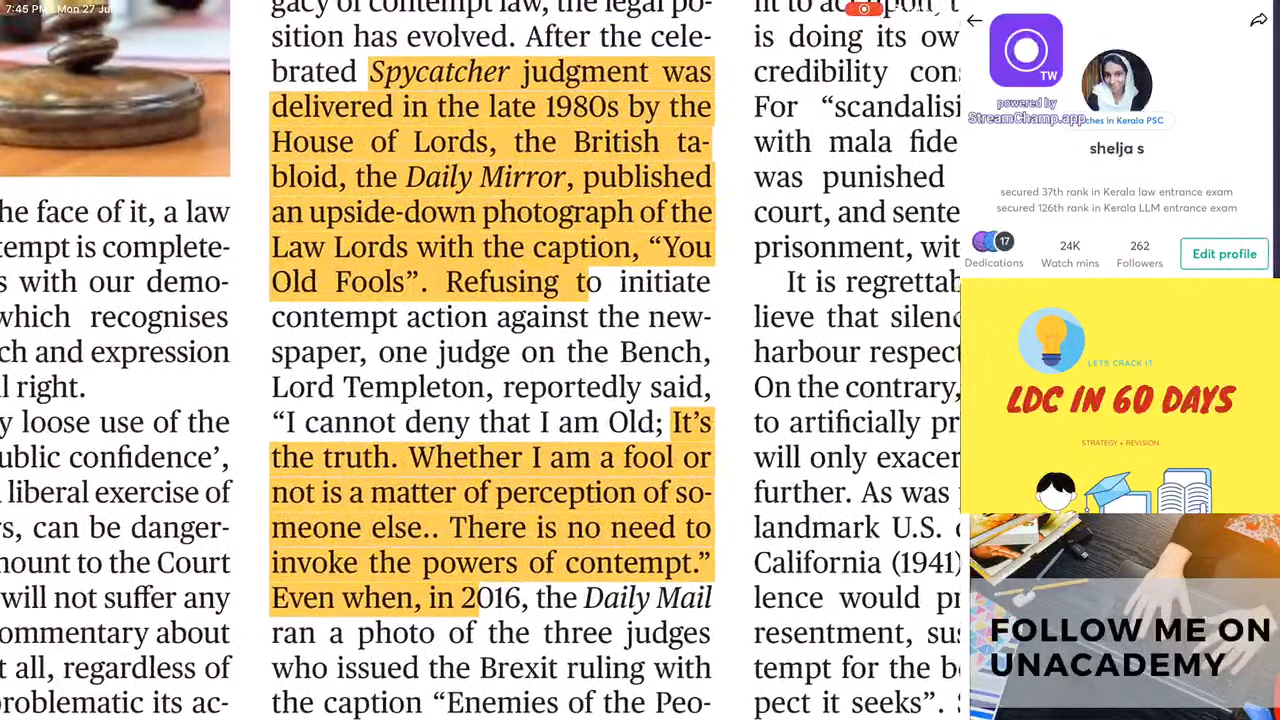 7:45 PM Mon 27
he face of it, a law
tempt is complete-
s with our demo-
which recognises
ch and expression
l right.
y loose use of the
ublic confidence’,
liberal exercise of
rs, can be danger-
mount to the Court
will not suffer any
ommentary about
t all, regardless of
problematic its ac-
gacy of contempt law, the legal po-
sition has evolved. After the cele-
brated Spycatcher judgment was
delivered in the late 1980s by the
House of Lords, the British ta-
bloid, the Daily Mirror, published
an upside-down photograph of the
Law Lords with the caption, “You
Old Fools”. Refusing to initiate
contempt action against the new-
spaper, one judge on the Bench,
Lord Templeton, reportedly said,
“I cannot deny that I am Old; It’s
the truth. Whether I am a fool or
not is a matter of perception of so-
meone else.. There is no need to
invoke the powers of contempt.”
Even when, in 2016, the Daily Mail
ran a photo of the three judges
who issued the Brexit ruling with
the caption “Enemies of the Peo-
is doing its ow
credibility con
For “scandalisi
with mala fide
was punished
court, and sente
prisonment, wit
It is regrettab
lieve that silenc
harbour respect
On the contrary,
to artificially pr
will only exacer
further. As was
landmark U.S.
California (1941)
lence would pr
resentment, sus
tempt for the be
pect it seeks”.
TW
powered by
StreamChamp.app
ches in Kerala PSC
shelja s
secured 37th rank in Kerala law entrance exam
secured 126th rank in Kerala LLM entrance exam
17
Dedications
24K
Watch mins
262
Followers
Edit profile
LETS CRACK IT
LDC IN 60 DAYS
STRATEGY + REVISION
FOLLOW ME ON
UNACADEMY